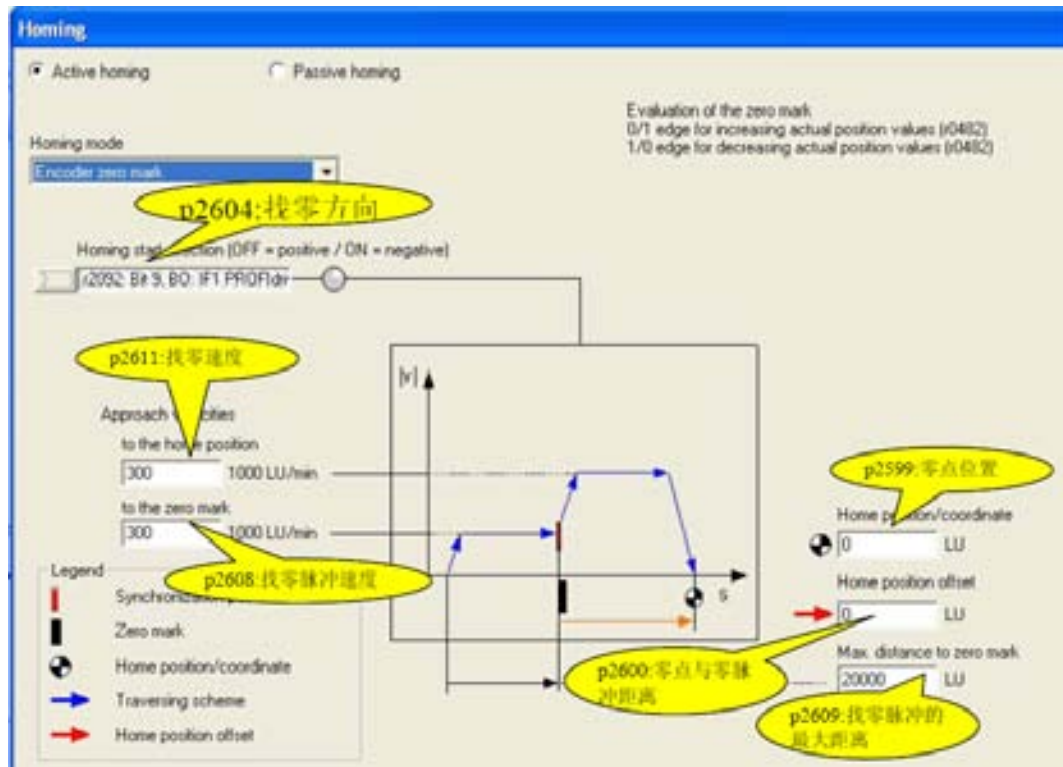 Homing
Active homing
Passive homing
Evaluation of the zero mark
0/1 edge for increasing actual position values (r0482)
1/0 edge for decreasing actual position values (r0482)
Homing mode
Encoder zero mark
p2604:找零方向
Homing start direction (OFF = positive / ON = negative)
r2092: Bit 9, BO: IF1 PROFIdri
p2611:找零速度
|v|
Approach
to the home position
300
1000 LU/min
p2599:零点位置
to the zero mark
300
1000 LU/min
Home position/coordinate
0
LU
p2608:找零脉冲速度
Legend
Home position offset
0
LU
s
Synchronization
Zero mark
Max. distance to zero mark
20000
LU
Home position/coordinate
p2600:零点与零脉
冲距离
Traversing scheme
p2609:找零脉冲的
最大距离
Home position offset